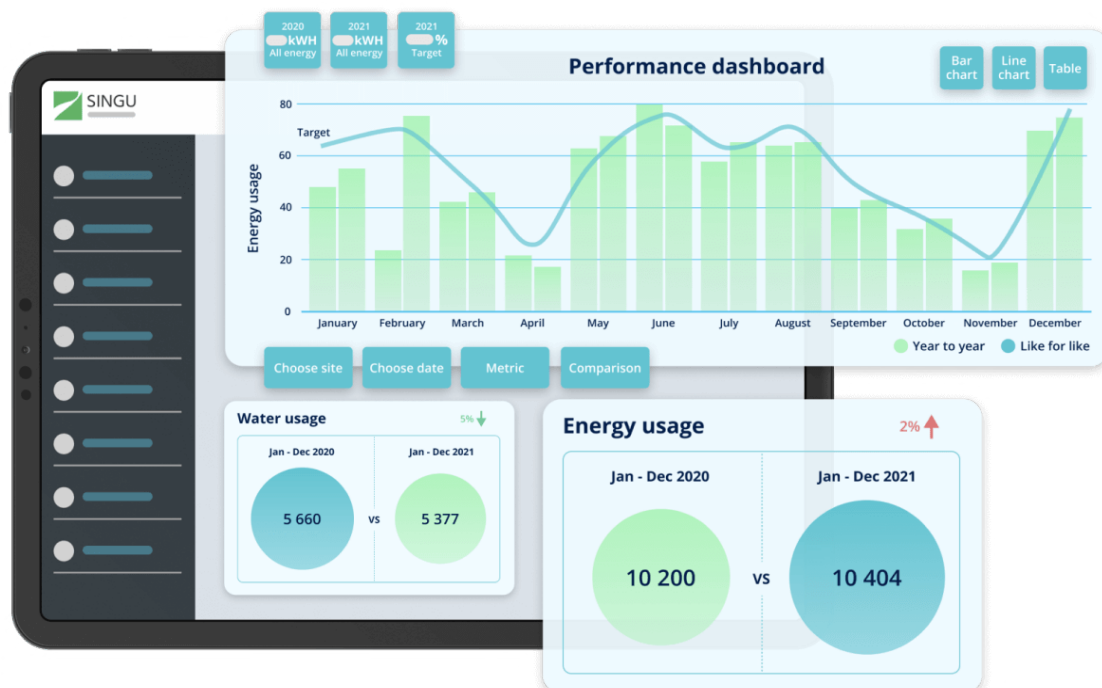 2020
kWH
All energy
2021
kWH
All energy
2021
%
Target
Performance dashboard
Bar
chart
Line
chart
Table
SINGU
Energy usage
80
60
40
20
0
Target
January February March April May June July August September October November December
Year to year Like for like
Choose site Choose date Metric Comparison
Water usage 5%
Jan - Dec 2020 Jan - Dec 2021
5 660 vs 5 377
Energy usage 2%
Jan - Dec 2020 Jan - Dec 2021
10 200 vs 10 404